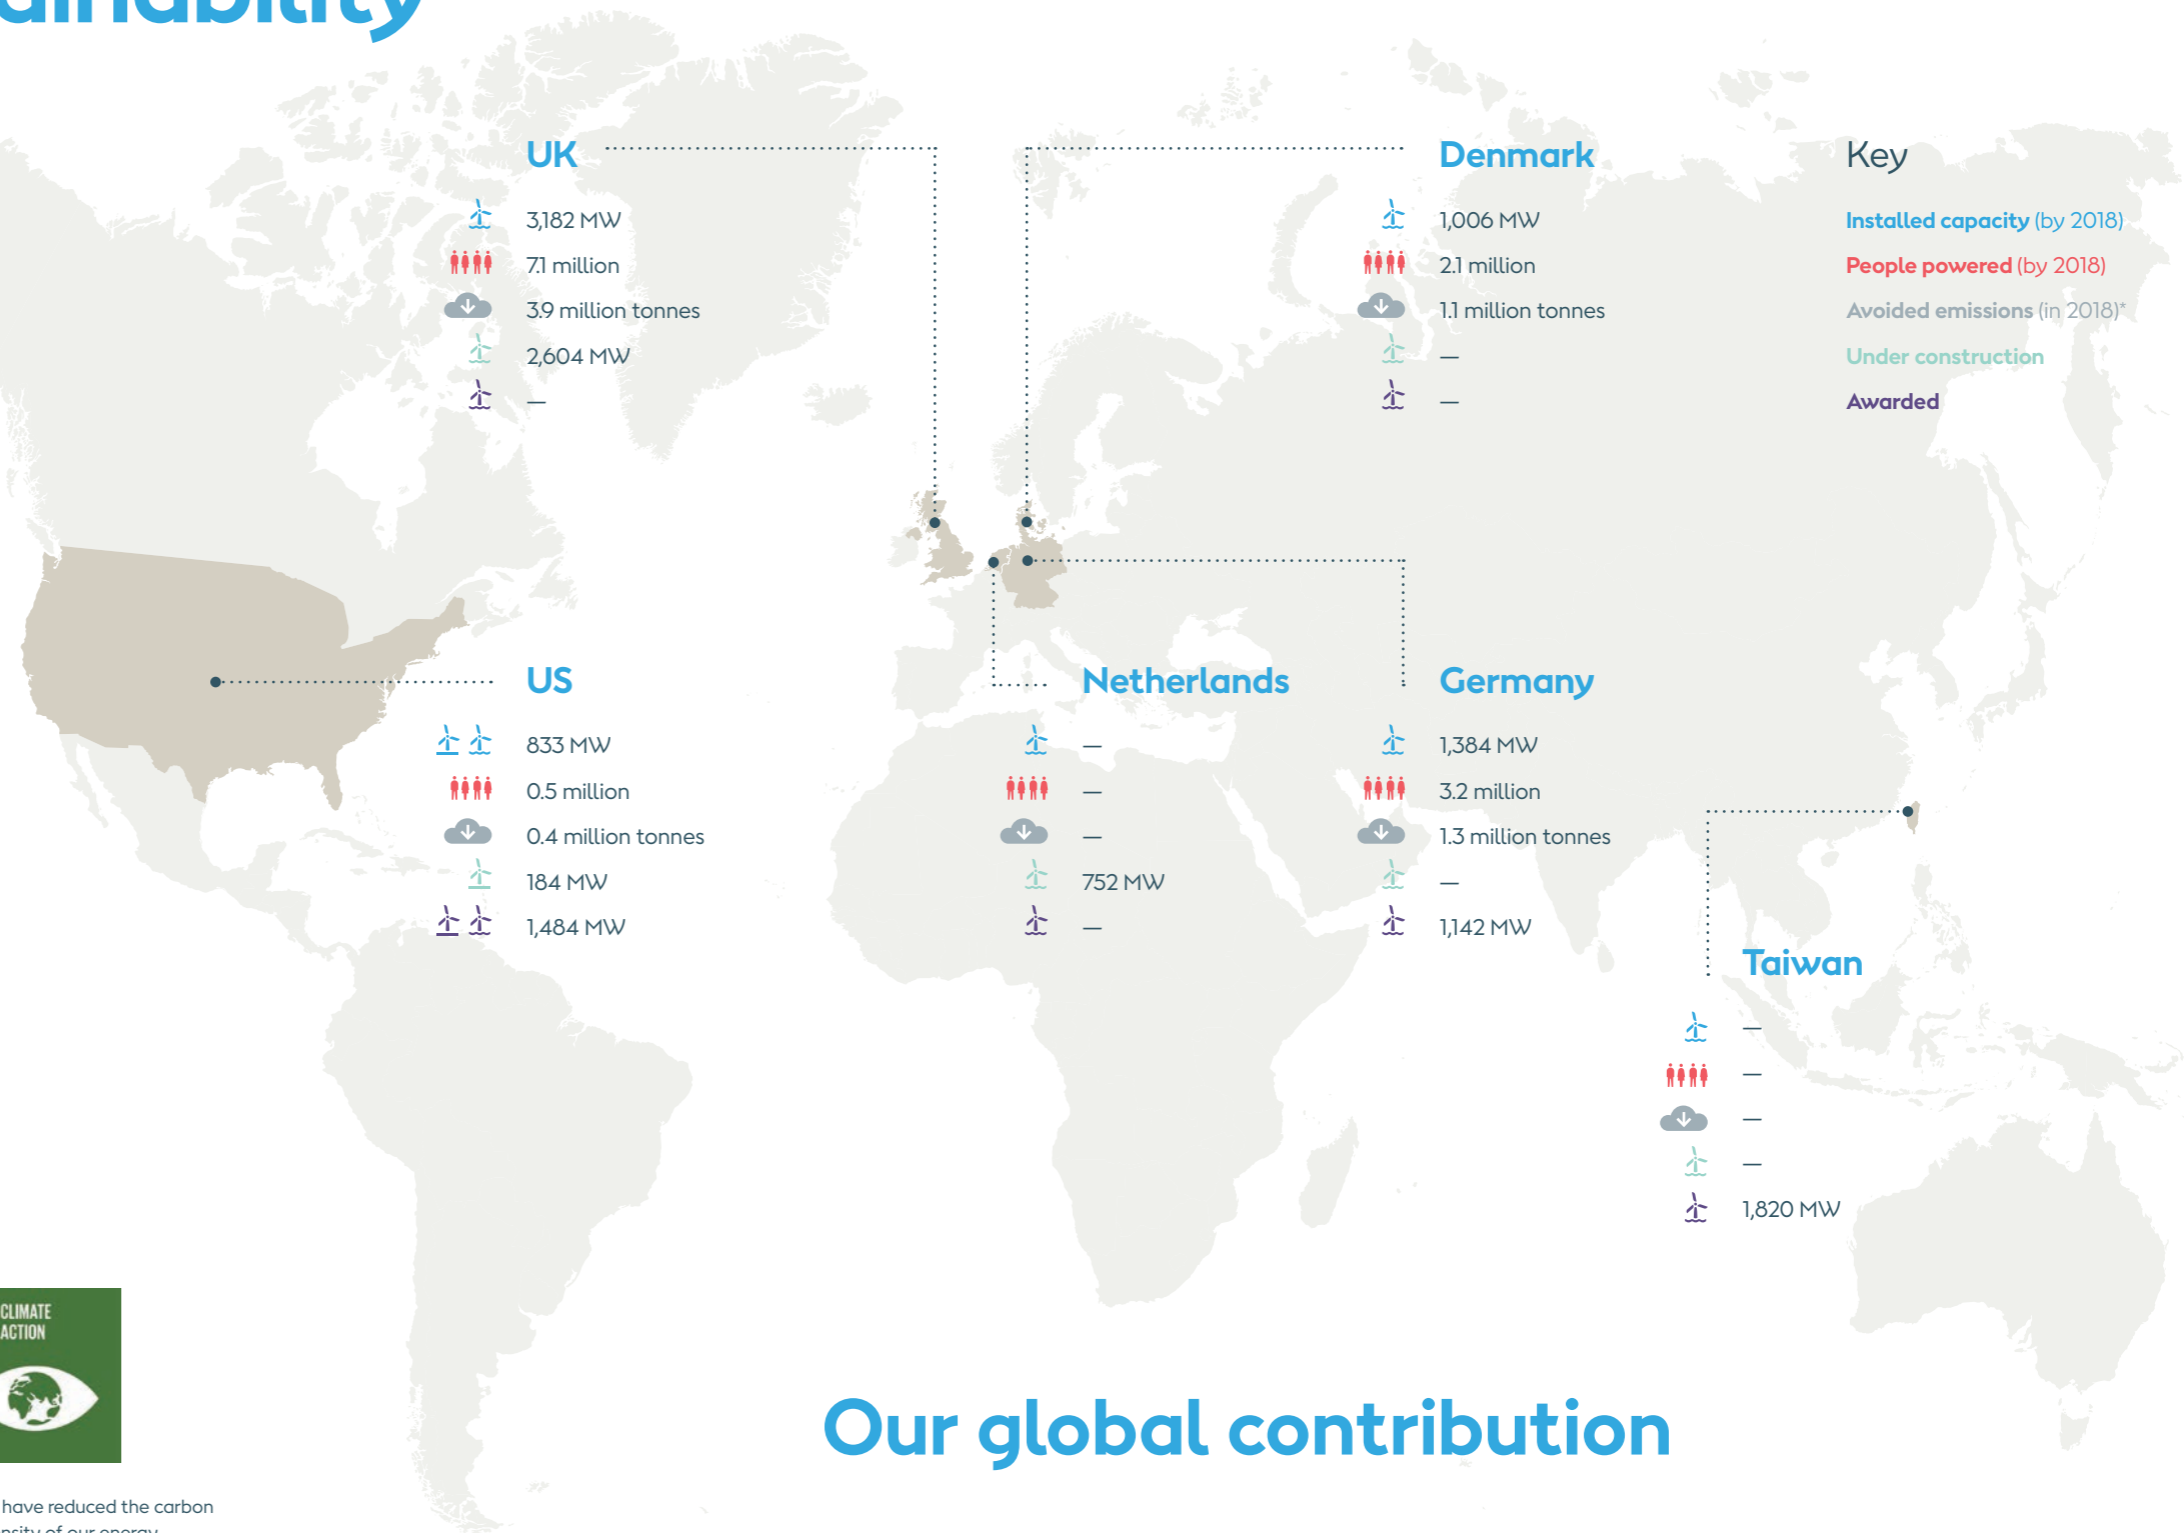 UK
3,182 MW
7.1 million
3.9 million tonnes
2,604 MW
—
Denmark
1,006 MW
2.1 million
1.1 million tonnes
—
—
Key
Installed capacity (by 2018)
People powered (by 2018)
Avoided emissions (in 2018)*
Under construction
Awarded
US
833 MW
0.5 million
0.4 million tonnes
184 MW
1,484 MW
Netherlands
—
—
—
752 MW
—
Germany
1,384 MW
3.2 million
1.3 million tonnes
—
1,142 MW
Taiwan
—
—
—
—
1,820 MW
CLIMATE
ACTION
Our global contribution
have reduced the carbon
of our energy